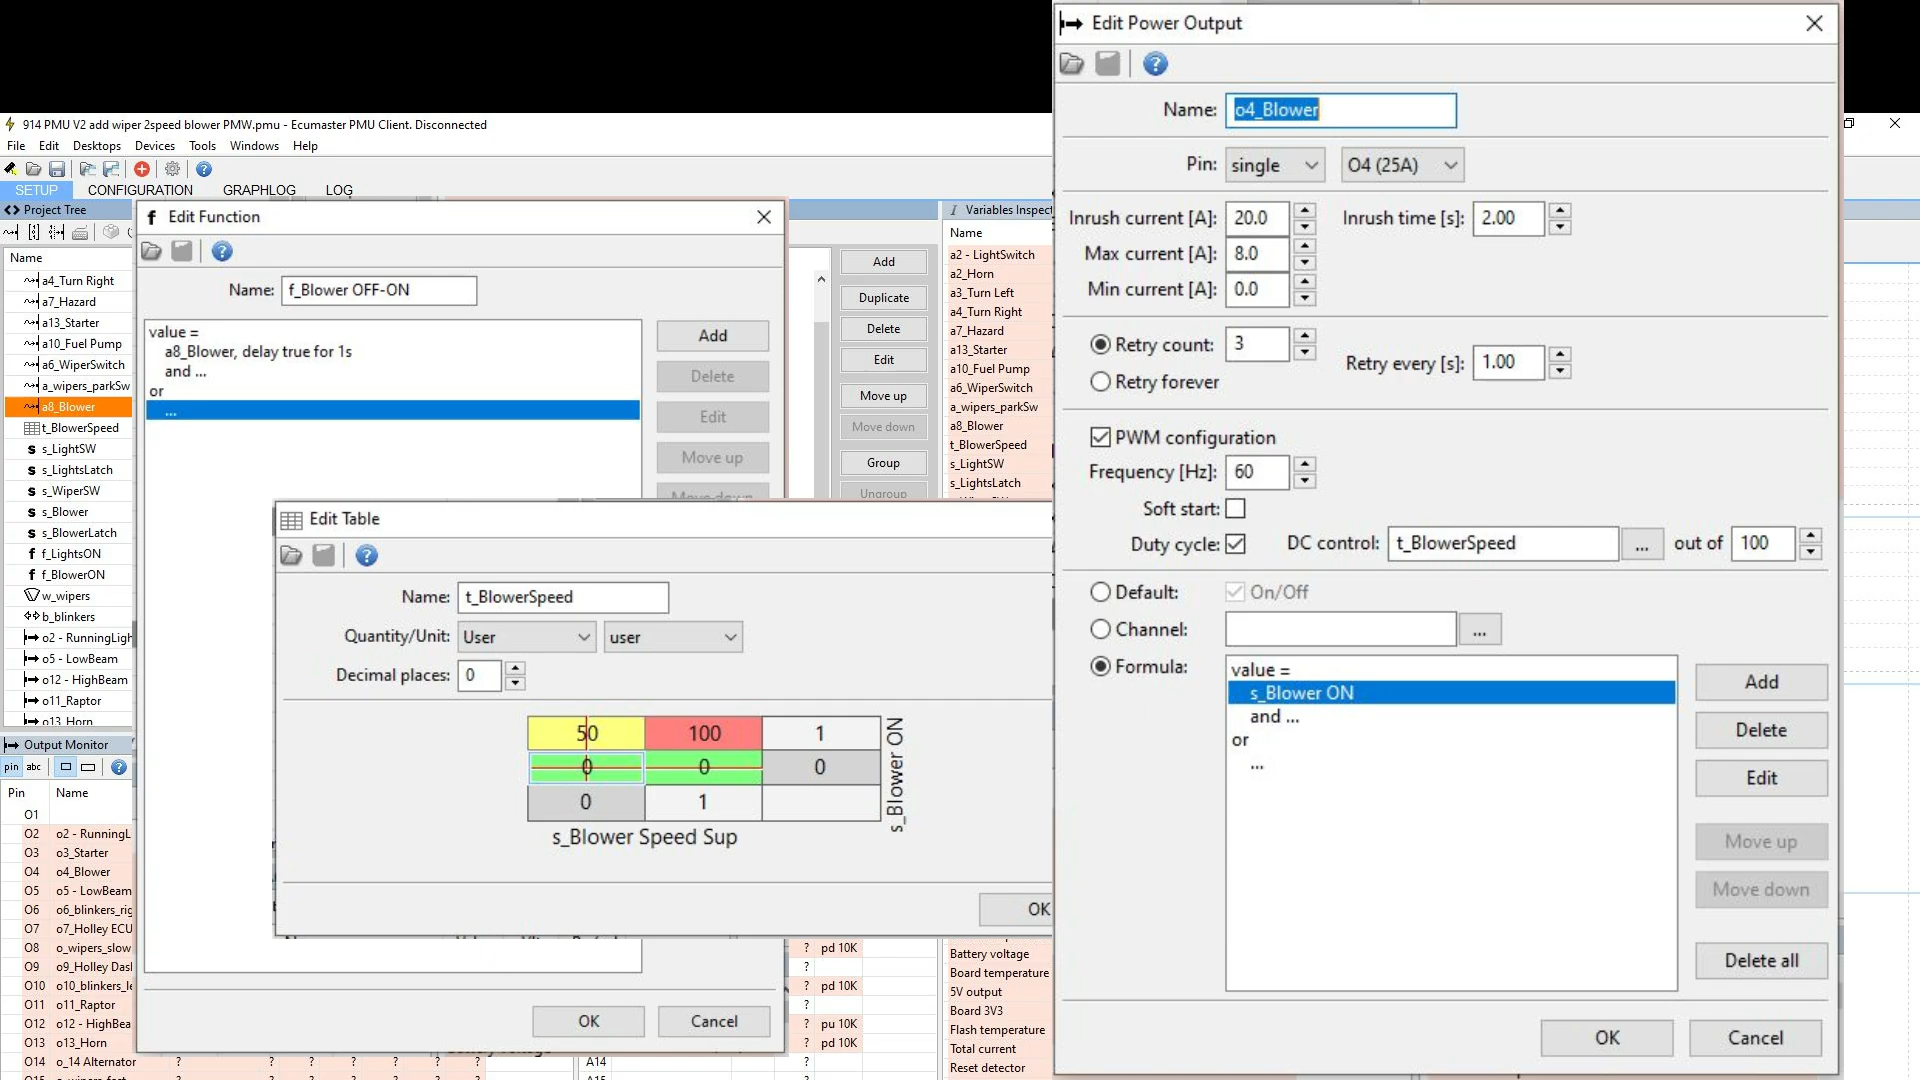 914 PMU V2 add wiper 2speed blower PMW.pmu - Ecumaster PMU Client. Disconnected
File Edit Desktops Devices Tools Windows Help
SETUP CONFIGURATION GRAPHLOG LOG
Project Tree
Name
a4_Turn Right
a7_Hazard
a13_Starter
a10_Fuel Pump
a6_WiperSwitch
a_wipers_parkSw
a8_Blower
t_BlowerSpeed
s s_LightSW
s s_LightsLatch
s s_WiperSW
s s_Blower
s s_BlowerLatch
f f_LightsON
f f_BlowerON
w_wipers
b_blinkers
o2 - RunningLigh
o5 - LowBeam
o12 - HighBeam
o11_Raptor
o13_Horn
Output Monitor
pin abc
Pin Name
O1
O2 o2 - RunningL
O3 o3_Starter
O4 o4_Blower
O5 o5 - LowBeam
O6 o6_blinkers_rig
O7 o7_Holley ECU
O8 o_wipers_slow
O9 o9_Holley Dasl
O10 o10_blinkers_le
O11 o11_Raptor
O12 o12 - HighBea
O13 o13_Horn
O14 o_14 Alternator ? ? ? ? ? ?
f Edit Function
Name: f_Blower OFF-ON
value =
a8_Blower, delay true for 1s
and ...
or
...
Add
Delete
Edit
Move up
Move down
OK Cancel
Edit Table
Name: t_BlowerSpeed
Quantity/Unit: User user
Decimal places: 0
50 100 1
0 0 0
0 1
s_Blower Speed Sup
s_Blower ON
OK
Add
Duplicate
Delete
Edit
Move up
Move down
Group
Ungroup
? pd 10K
?
? pd 10K
?
? pu 10K
? pd 10K
A14 ?
A15 ?
Variables Inspect
Name
a2 - LightSwitch
a2_Horn
a3_Turn Left
a4_Turn Right
a7_Hazard
a13_Starter
a10_Fuel Pump
a6_WiperSwitch
a_wipers_parkSw
a8_Blower
t_BlowerSpeed
s_LightSW
s_LightsLatch
Battery voltage
Board temperature
5V output
Board 3V3
Flash temperature
Total current
Reset detector
Edit Power Output
Name: o4_Blower
Pin: single O4 (25A)
Inrush current [A]: 20.0 Inrush time [s]: 2.00
Max current [A]: 8.0
Min current [A]: 0.0
Retry count: 3
Retry every [s]: 1.00
Retry forever
PWM configuration
Frequency [Hz]: 60
Soft start:
Duty cycle: DC control: t_BlowerSpeed ... out of 100
Default: On/Off
Channel: ...
Formula: value =
s_Blower ON
and ...
or
...
Add
Delete
Edit
Move up
Move down
Delete all
OK Cancel